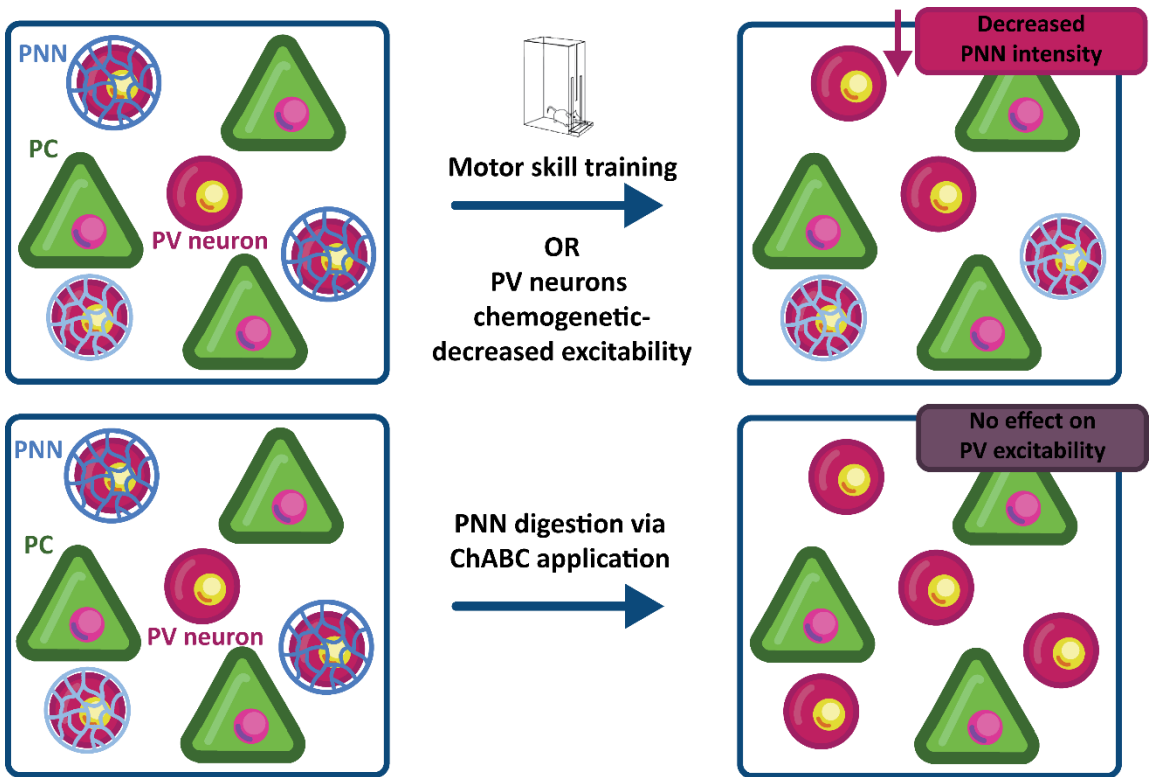 PNN
PC
PV neuron
Motor skill training
OR
PV neurons
chemogenetic-
decreased excitability
Decreased
PNN intensity
PNN
PC
PV neuron
PNN digestion via
ChABC application
No effect on
PV excitability